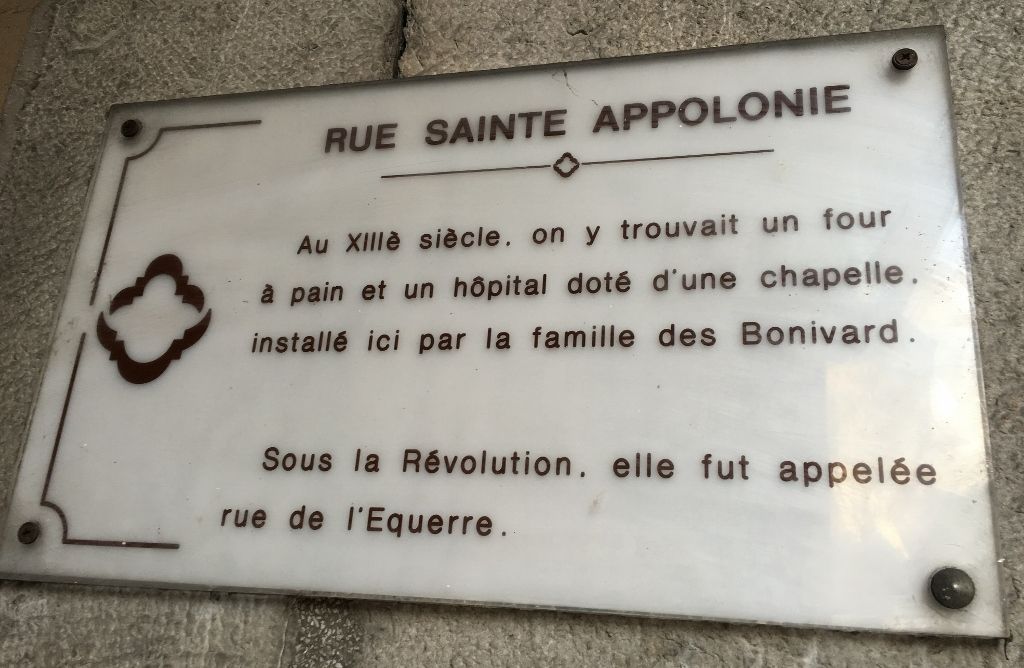 RUE SAINTE APPOLONIE
Au XIIIè siècle. on y trouvait un four
à pain et un hôpital doté d'une chapelle.
installé ici par la famille des Bonivard.
Sous la Révolution. elle fut appelée
rue de l'Equerre.